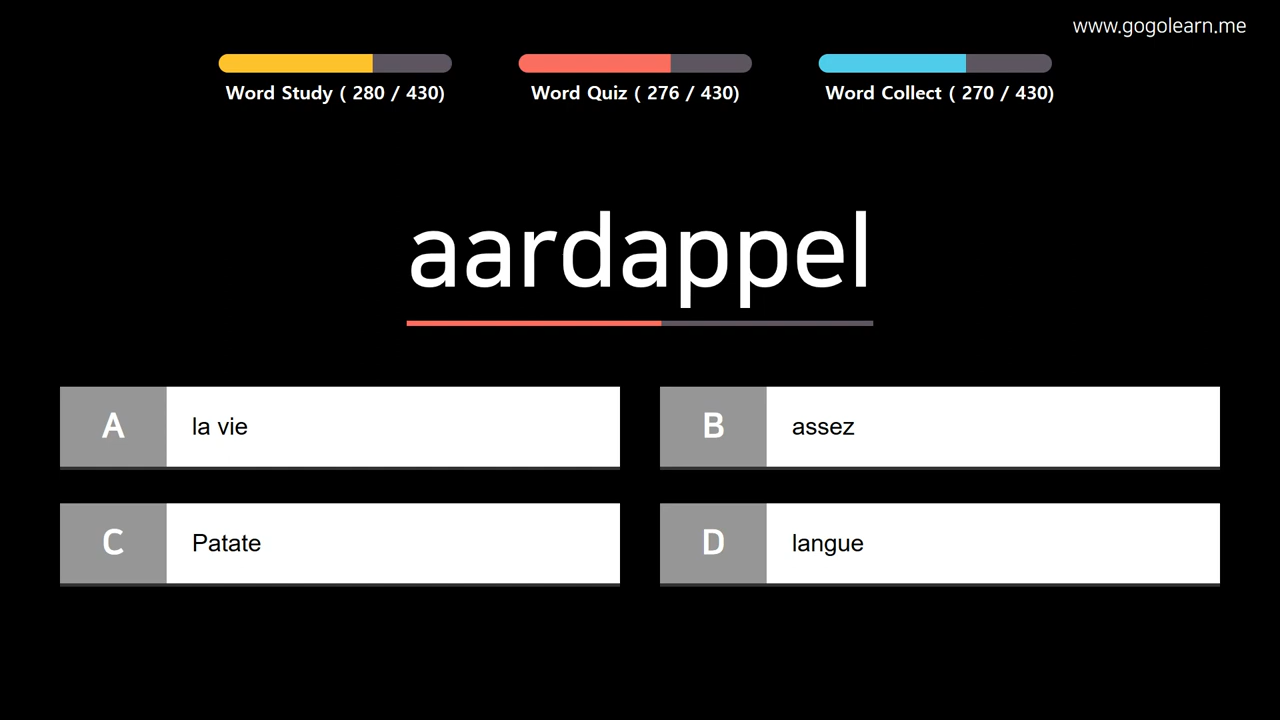 www.gogolearn.me
Word Study ( 280 / 430)
Word Quiz ( 276 / 430)
Word Collect ( 270 / 430)
aardappel
A
la vie
B
assez
C
Patate
D
langue